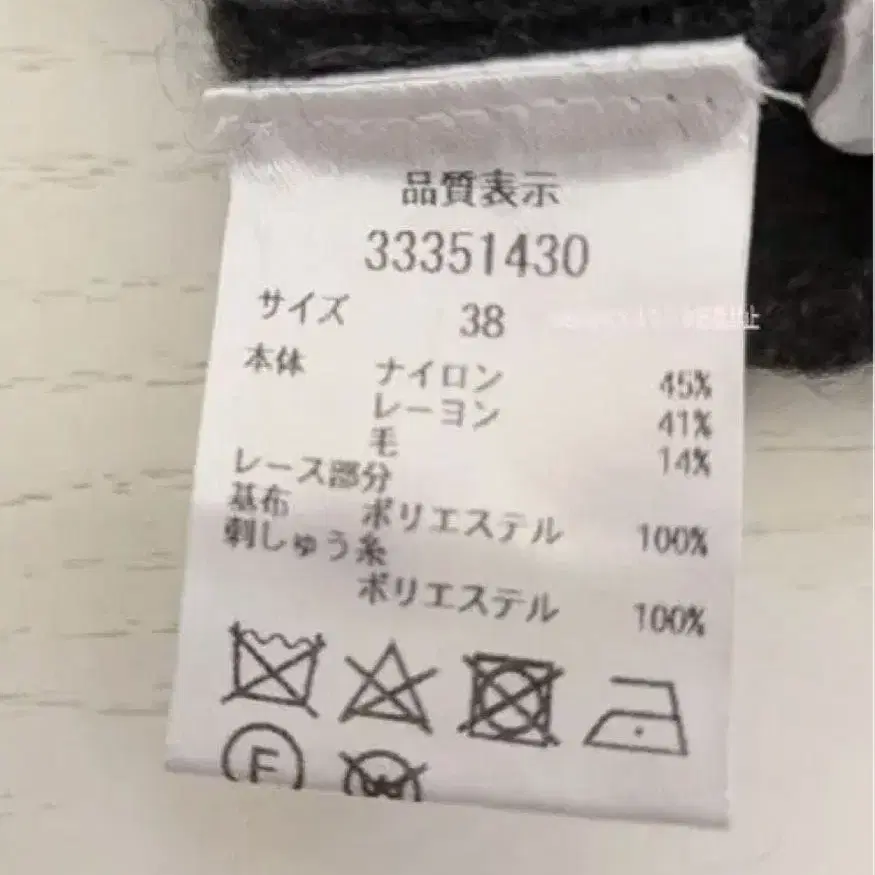 品質表示
33351430
サイズ 38
本体 ナイロン 45%
レーヨン 41%
毛 14%
レース部分
基布 ポリエステル 100%
刺しゅう糸
ポリエステル 100%
F
W